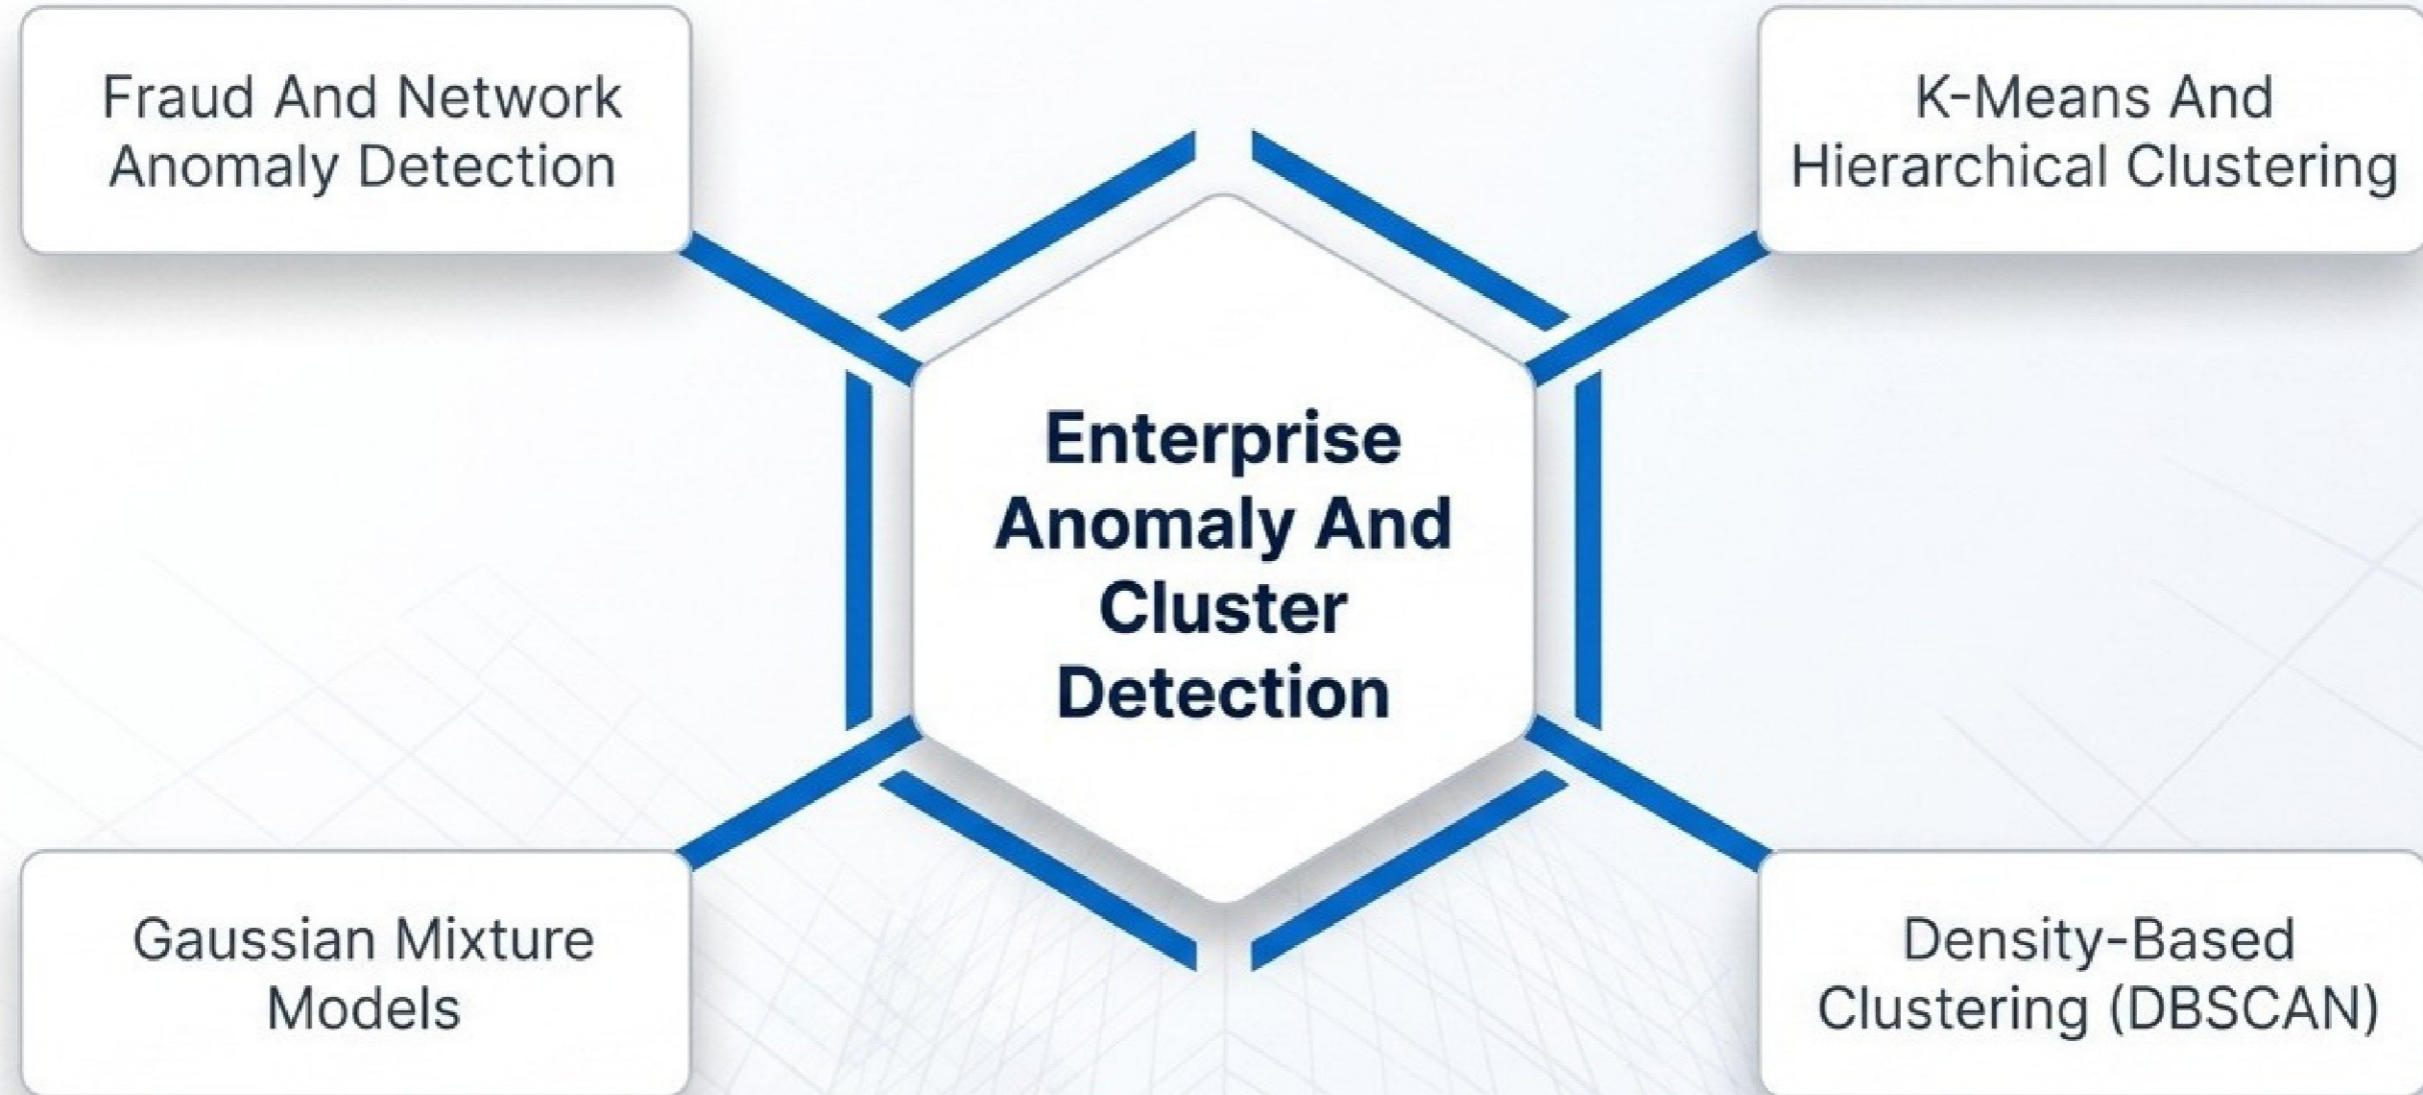 Fraud And Network
Anomaly Detection
K-Means And
Hierarchical Clustering
Enterprise
Anomaly And
Cluster
Detection
Gaussian Mixture
Models
Density-Based
Clustering (DBSCAN)